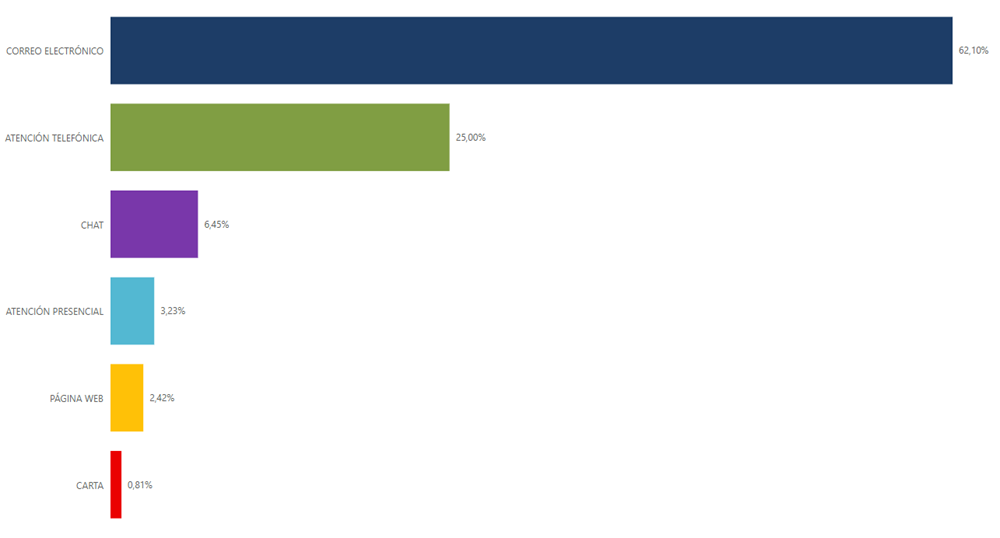 CORREO ELECTRÓNICO 62,10%
ATENCIÓN TELEFÓNICA 25,00%
CHAT 6,45%
ATENCIÓN PRESENCIAL 3,23%
PÁGINA WEB 2,42%
CARTA 0,81%